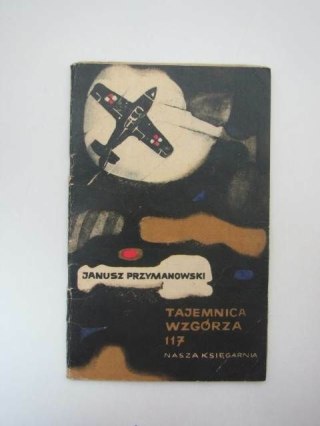 JANUSZ PRZYMANOWSKI
TAJEMNICA
WZGÓRZA
117
NASZA KSIĘGARNIA